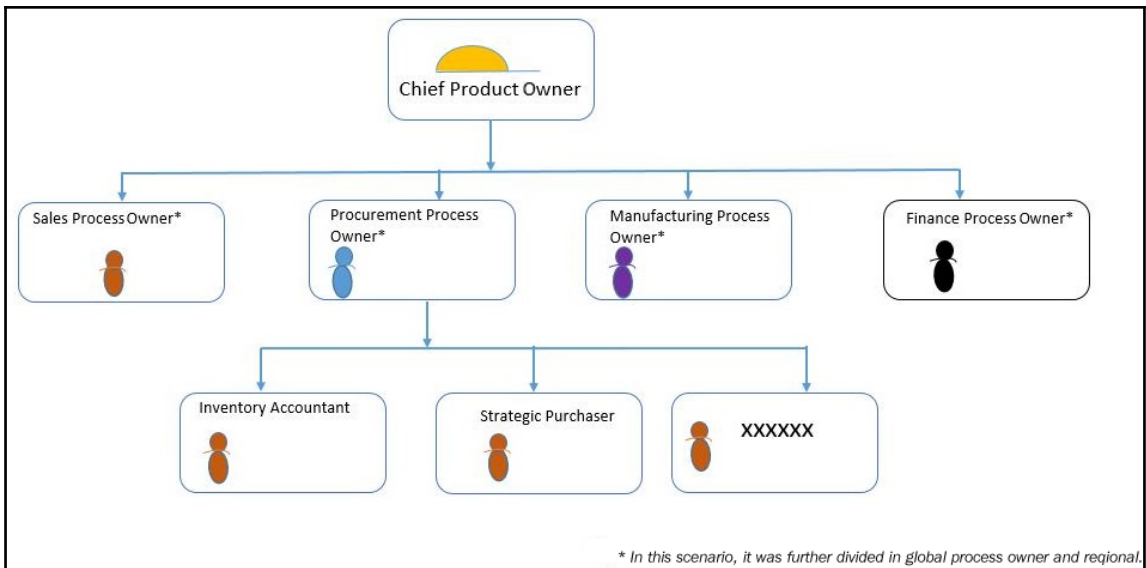 Chief Product Owner
Sales Process Owner*
Procurement Process
Owner*
Manufacturing Process
Owner*
Finance Process Owner*
Inventory Accountant
Strategic Purchaser
XXXXXX
* In this scenario, it was further divided in global process owner and regional.